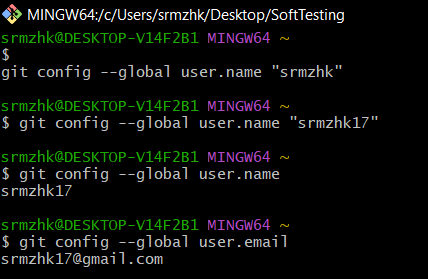 MINGW64:/c/Users/srmzhk/Desktop/SoftTesting
srmzhk@DESKTOP-V14F2B1 MINGW64 ~
$
git config --global user.name "srmzhk"
srmzhk@DESKTOP-V14F2B1 MINGW64 ~
$ git config --global user.name "srmzhk17"
srmzhk@DESKTOP-V14F2B1 MINGW64 ~
$ git config --global user.name
srmzhk17
srmzhk@DESKTOP-V14F2B1 MINGW64 ~
$ git config --global user.email
srmzhk17@gmail.com